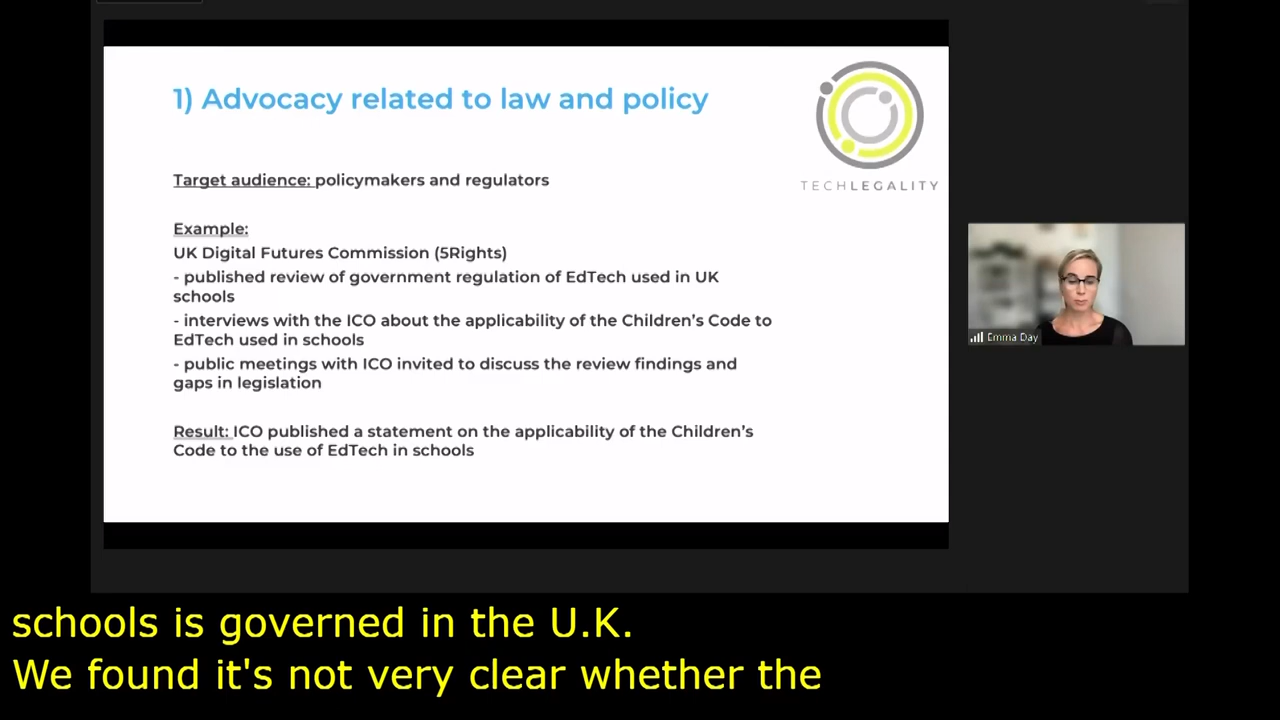 1) Advocacy related to law and policy
TECHLEGALITY
Target audience: policymakers and regulators
Example:
UK Digital Futures Commission (5Rights)
- published review of government regulation of EdTech used in UK
schools
- interviews with the ICO about the applicability of the Children's Code to
EdTech used in schools
- public meetings with ICO invited to discuss the review findings and
gaps in legislation
Result: ICO published a statement on the applicability of the Children's
Code to the use of EdTech in schools
Emma Day
schools is governed in the U.K.
We found it's not very clear whether the